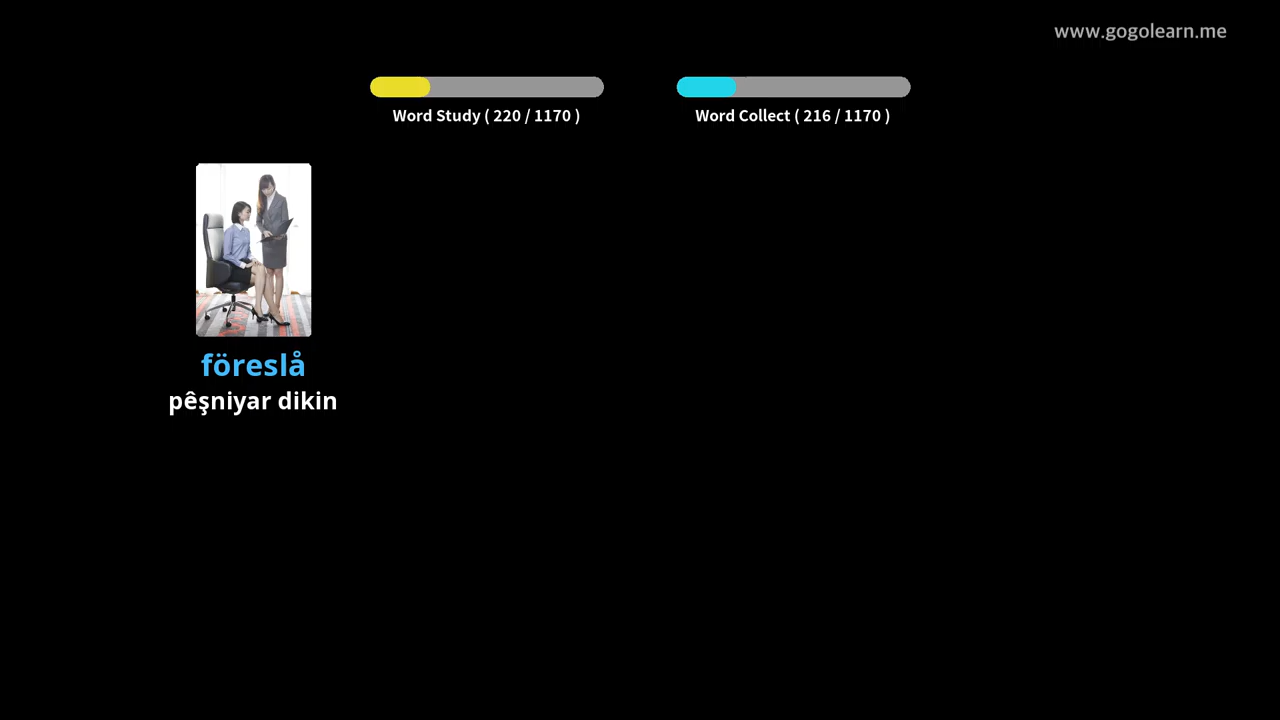 www.gogolearn.me
Word Study ( 220 / 1170 )
Word Collect ( 216 / 1170 )
föreslå
pêşniyar dikin